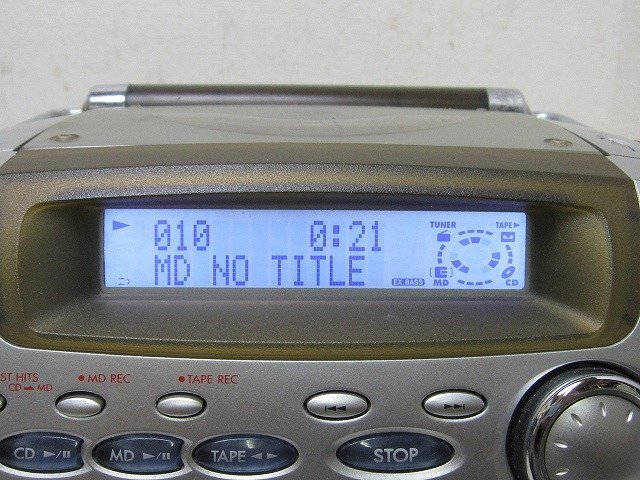 010 0:21
TUNER TAPE ▶
MD NO TITLE
EX.BASS
MD CD
ST HITS
CD ➡ MD
● MD REC
● TAPE REC
CD ▶/II
MD ▶/II
TAPE ◀ ▶
STOP